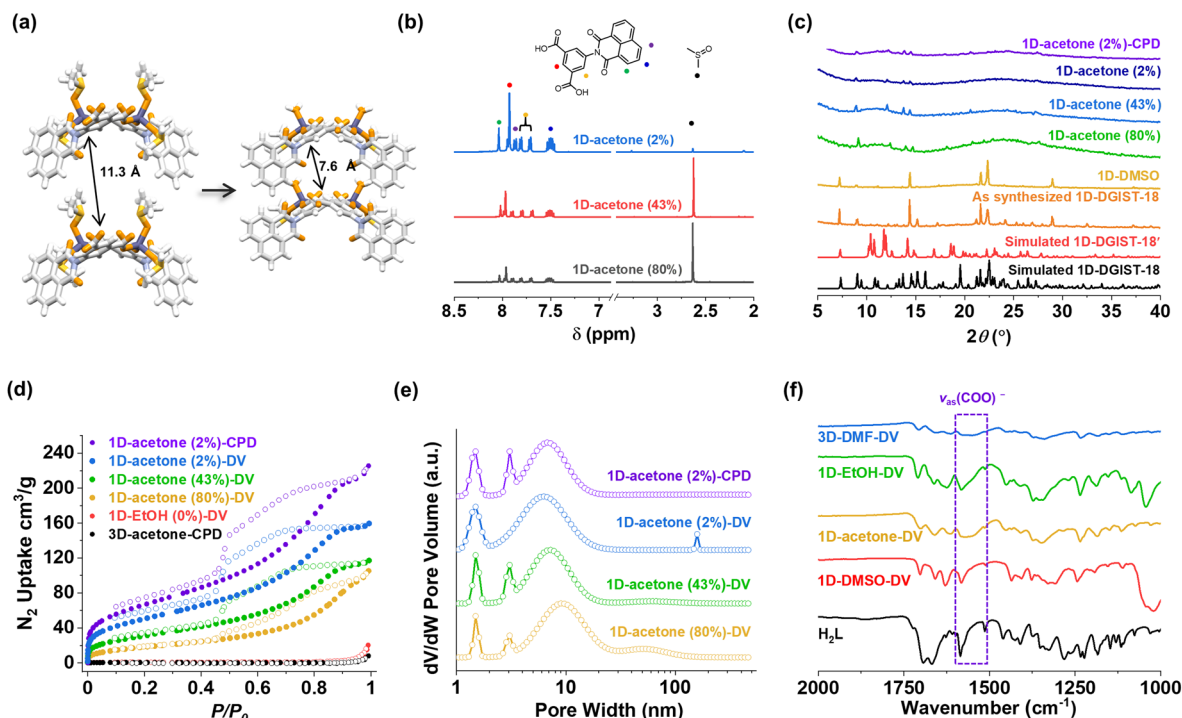 (a)
11.3 Å
7.6 Å
(b)
HO
O
O
N
O
O
OH
O
S
1D-acetone (2%)
1D-acetone (43%)
1D-acetone (80%)
8.5 8.0 7.5 7 3 2
δ (ppm)
(c)
1D-acetone (2%)-CPD
1D-acetone (2%)
1D-acetone (43%)
1D-acetone (80%)
1D-DMSO
As synthesized 1D-DGIST-18
Simulated 1D-DGIST-18′
Simulated 1D-DGIST-18
5 10 15 20 25 30 35 40
2θ (°)
(d)
N₂ Uptake cm³/g
240
200
160
120
80
40
0
1D-acetone (2%)-CPD
1D-acetone (2%)-DV
1D-acetone (43%)-DV
1D-acetone (80%)-DV
1D-EtOH (0%)-DV
3D-acetone-CPD
0 0.2 0.4 0.6 0.8 1
P/P₀
(e)
dV/dW Pore Volume (a.u.)
1D-acetone (2%)-CPD
1D-acetone (2%)-DV
1D-acetone (43%)-DV
1D-acetone (80%)-DV
1 10 100
Pore Width (nm)
(f)
νas(COO) ⁻
3D-DMF-DV
1D-EtOH-DV
1D-acetone-DV
1D-DMSO-DV
H₂L
2000 1750 1500 1250 1000
Wavenumber (cm⁻¹)